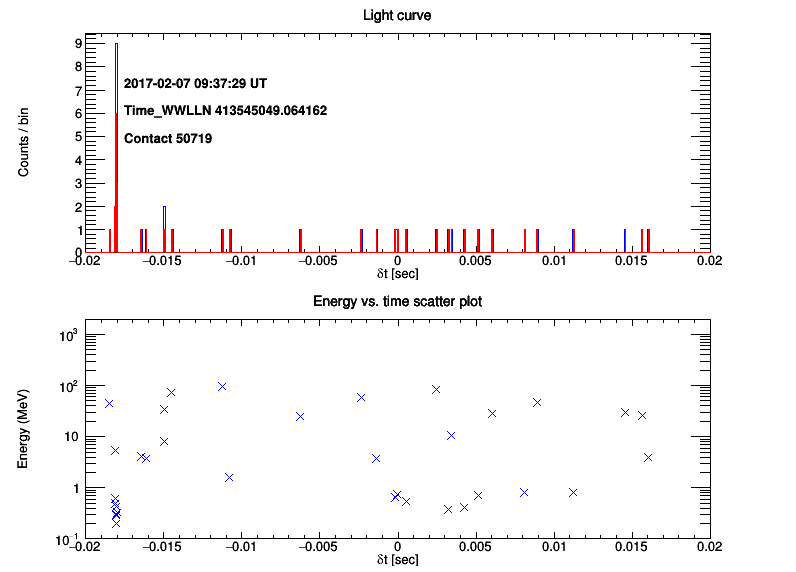 Light curve
Counts / bin
9
8
7
6
5
4
3
2
1
0
2017-02-07 09:37:29 UT
Time_WWLLN 413545049.064162
Contact 50719
−0.02 −0.015 −0.01 −0.005 0 0.005 0.01 0.015 0.02
δt [sec]
Energy vs. time scatter plot
Energy (MeV)
10³
10²
10
1
10⁻¹
−0.02 −0.015 −0.01 −0.005 0 0.005 0.01 0.015 0.02
δt [sec]